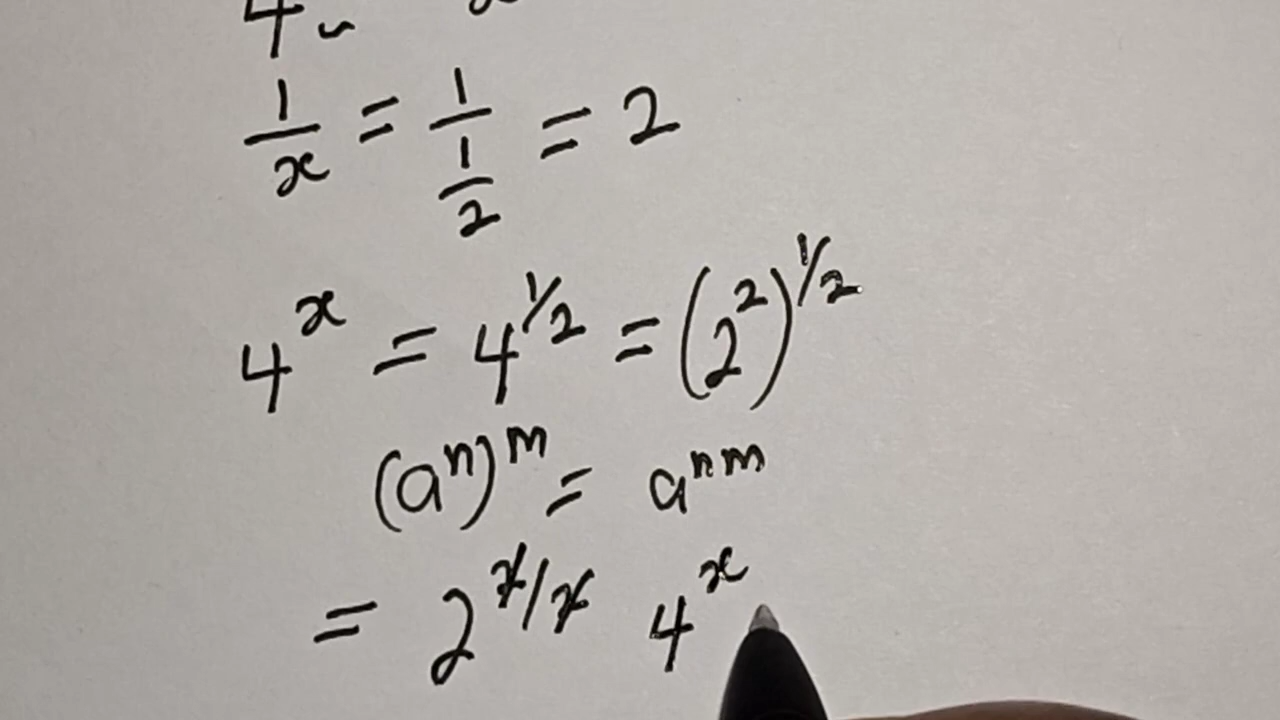 1/x = 1/(1/2) = 2
4^x = 4^(1/2) = (2^2)^(1/2)
(a^n)^m = a^(nm)
= 2^(2/2) 4^x